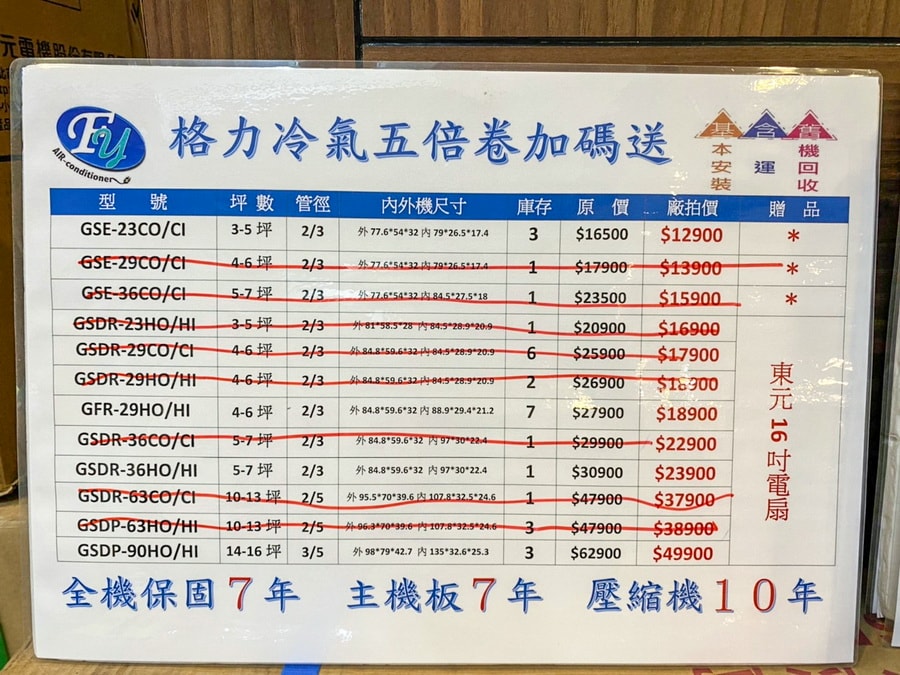 元電機股份有限公司
FY
AIR-conditioner
格力冷氣五倍卷加碼送
其 含 舊
本安裝 運 機回收
型 號 坪 數 管徑 內外機尺寸 庫存 原 價 廠拍價 贈 品
GSE-23CO/CI 3-5 坪 2/3 外 77.6*54*32 內 79*26.5*17.4 3 $16500 $12900 *
GSE-29CO/CI 4-6 坪 2/3 外 77.6*54*32 內 79*26.5*17.4 1 $17900 $13900 *
GSE-36CO/CI 5-7 坪 2/3 外 77.6*54*32 內 84.5*27.5*18 1 $23500 $15900 *
GSDR-23HO/HI 3-5 坪 2/3 外 81*58.5*28 內 84.5*28.9*20.9 1 $20900 $16900
GSDR-29CO/CI 4-6 坪 2/3 外 84.8*59.6*32 內 84.5*28.9*20.9 6 $25900 $17900
GSDR-29HO/HI 4-6 坪 2/3 外 84.8*59.6*32 內 84.5*28.9*20.9 2 $26900 $18900
GFR-29HO/HI 4-6 坪 2/3 外 84.8*59.6*32 內 88.9*29.4*21.2 7 $27900 $18900
GSDR-36CO/CI 5-7 坪 2/3 外 84.8*59.6*32 內 97*30*22.4 1 $29900 $22900
GSDR-36HO/HI 5-7 坪 2/3 外 84.8*59.6*32 內 97*30*22.4 1 $30900 $23900
GSDR-63CO/CI 10-13 坪 2/5 外 95.5*70*39.6 內 107.8*32.5*24.6 1 $47900 $37900
GSDP-63HO/HI 10-13 坪 2/5 外 96.3*70*39.6 內 107.8*32.5*24.6 3 $47900 $38900
GSDP-90HO/HI 14-16 坪 3/5 外 98*79*42.7 內 135*32.6*25.3 3 $62900 $49900
東元 16 吋電扇
全機保固7年 主機板7年 壓縮機10年